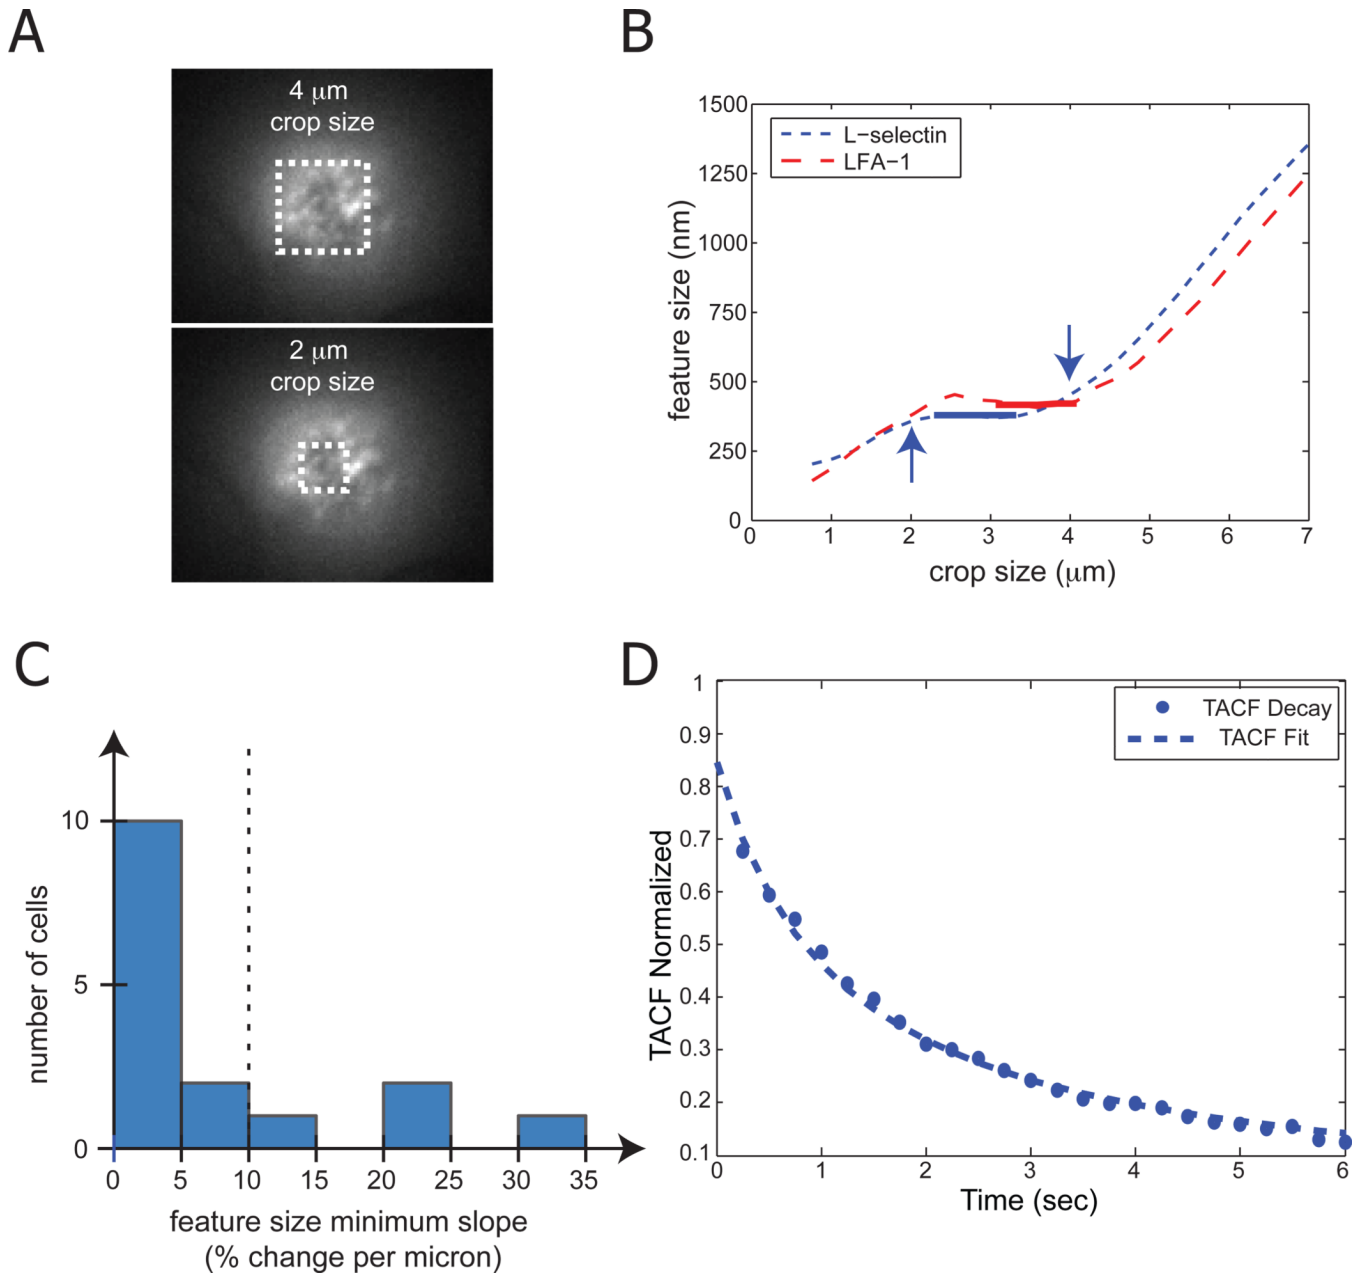 A
4 μm
crop size
2 μm
crop size
B
1500
1250
1000
750
500
250
0
feature size (nm)
L-selectin
LFA-1
0 1 2 3 4 5 6 7
crop size (μm)
C
10
5
0
number of cells
0 5 10 15 20 25 30 35
feature size minimum slope
(% change per micron)
D
1
0.9
0.8
0.7
0.6
0.5
0.4
0.3
0.2
0.1
TACF Normalized
TACF Decay
TACF Fit
0 1 2 3 4 5 6
Time (sec)